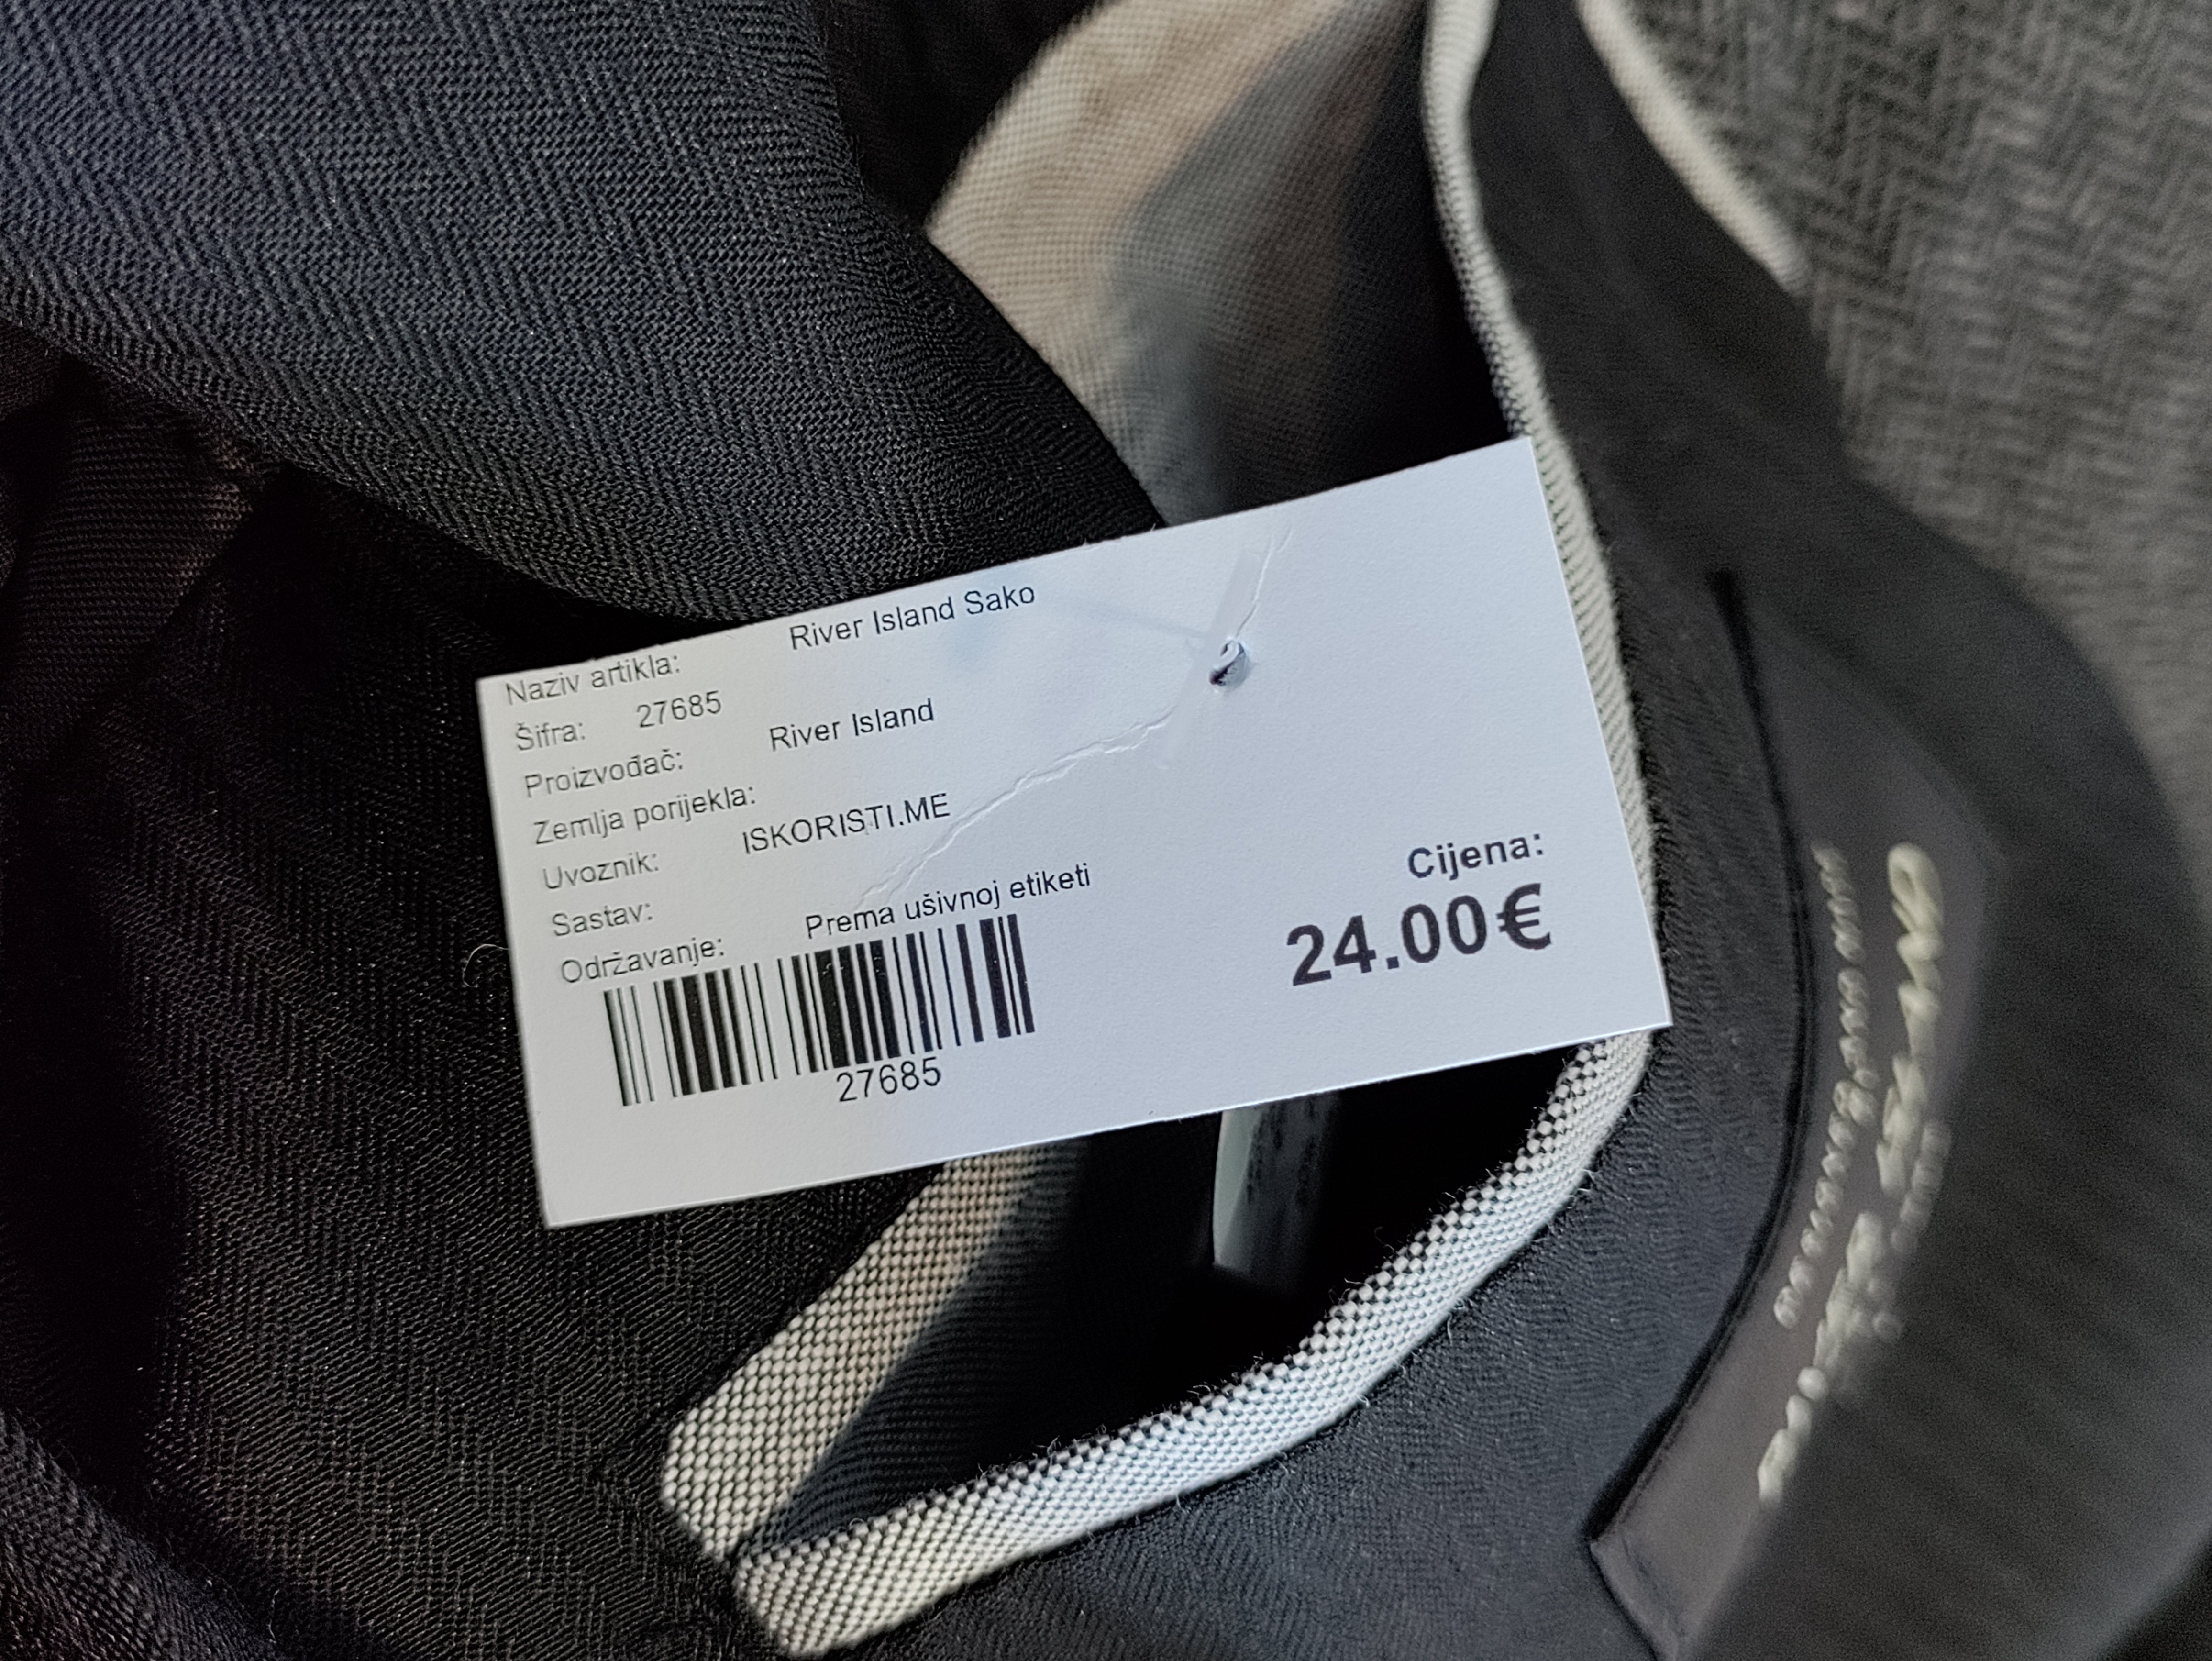 Naziv artikla: River Island Sako
Šifra: 27685
Proizvođač: River Island
Zemlja porijekla:
Uvoznik: ISKORISTI.ME
Sastav:
Održavanje: Prema ušivnoj etiketi
27685
Cijena:
24.00€